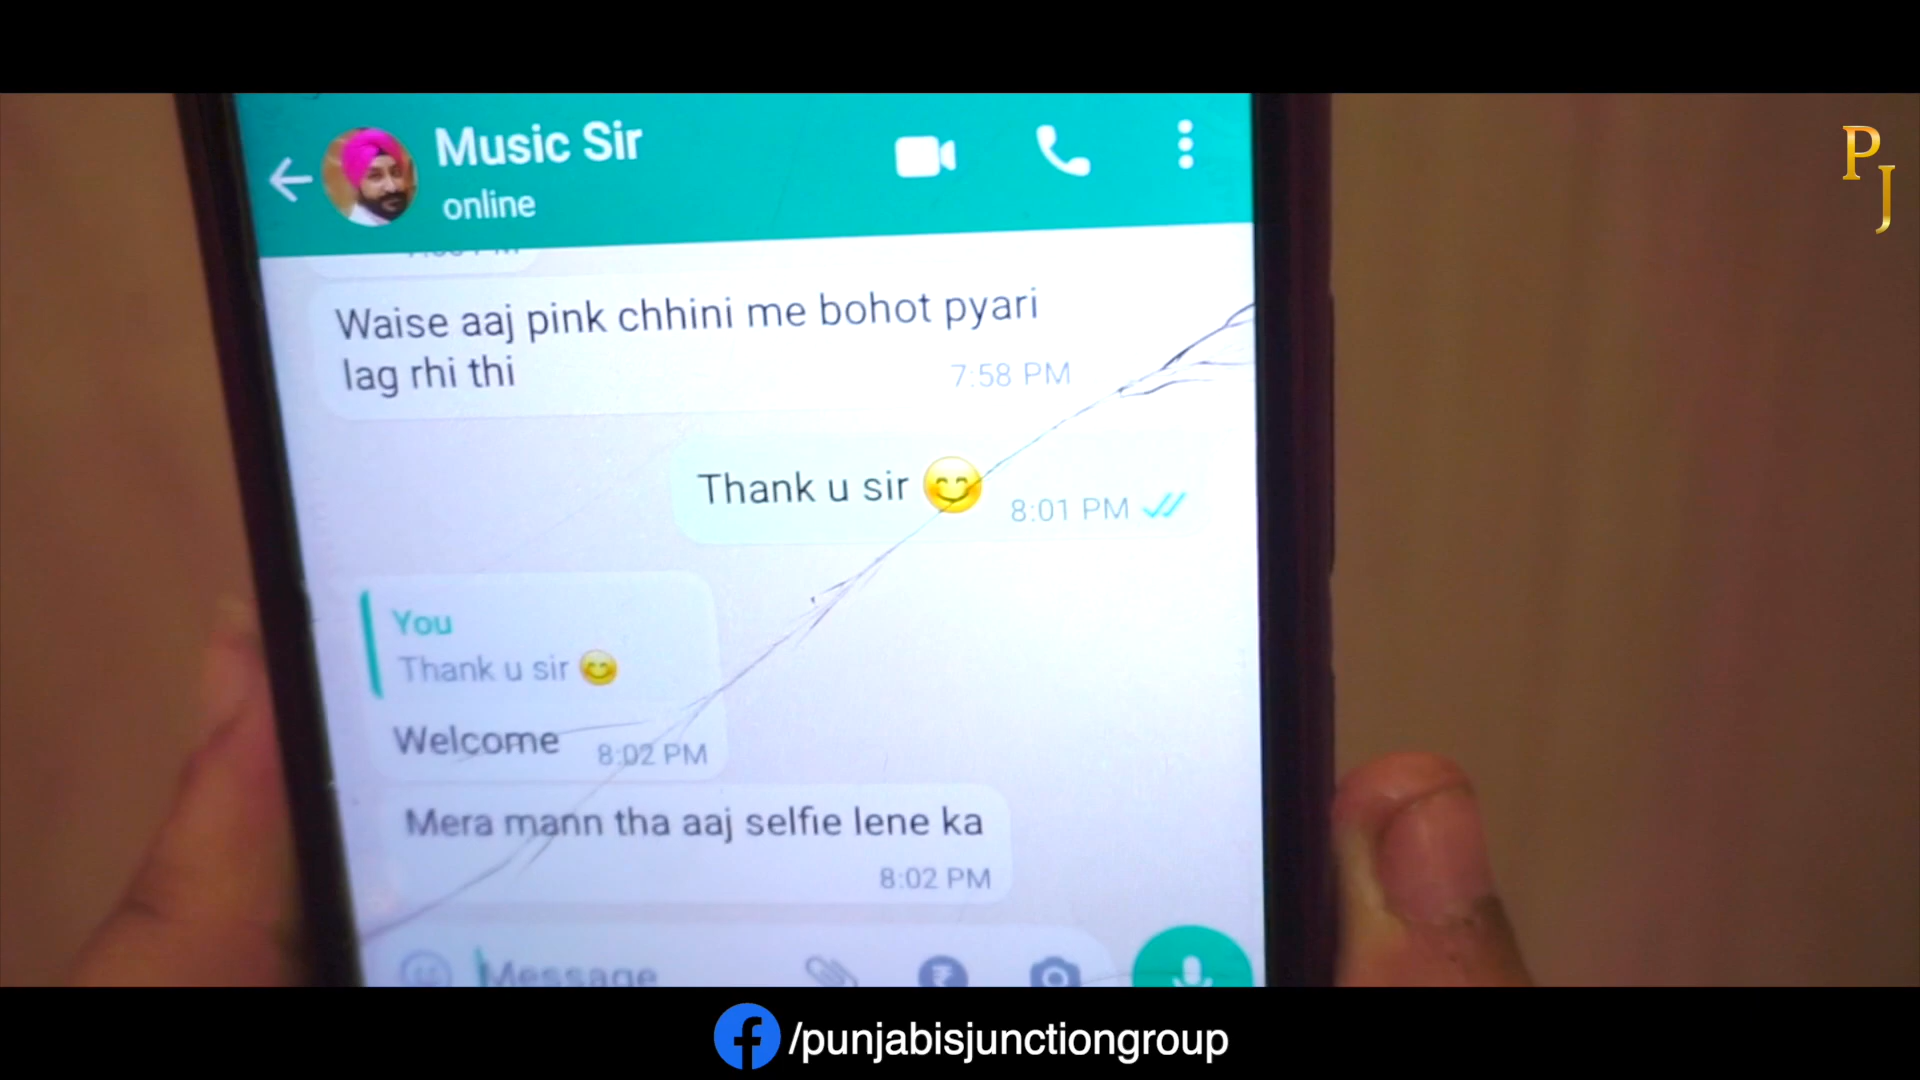 Music Sir
online
Waise aaj pink chhini me bohot pyari
lag rhi thi
7:58 PM
Thank u sir 😊
8:01 PM
You
Thank u sir 😊
Welcome
8:02 PM
Mera mann tha aaj selfie lene ka
8:02 PM
Message
P
J
/punjabisjunctiongroup